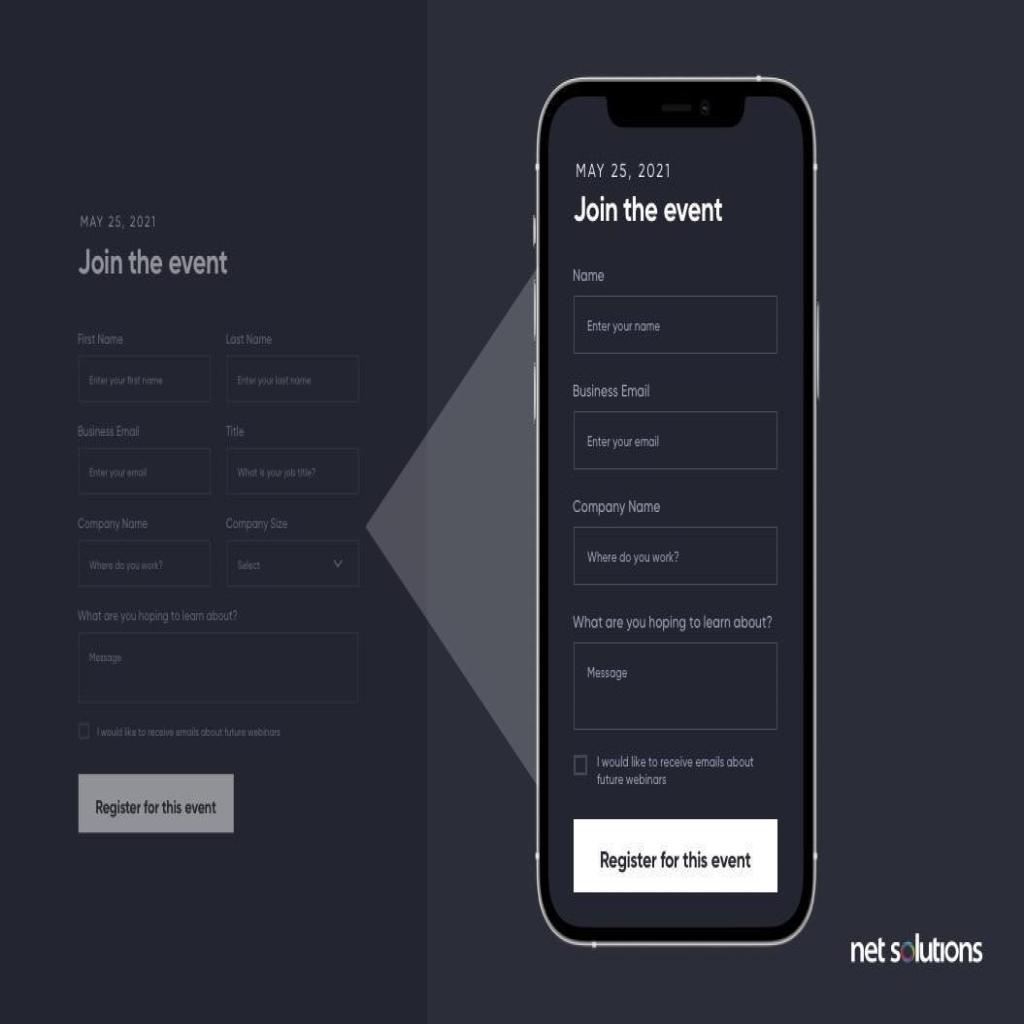 MAY 25, 2021
Join the event
First Name
Last Name
Enter your first name
Enter your last name
Business Email
Title
Enter your email
What is your job title?
Company Name
Company Size
Where do you work?
Select
What are you hoping to learn about?
Message
I would like to receive emails about future webinars
Register for this event
MAY 25, 2021
Join the event
Name
Enter your name
Business Email
Enter your email
Company Name
Where do you work?
What are you hoping to learn about?
Message
I would like to receive emails about
future webinars
Register for this event
net solutions